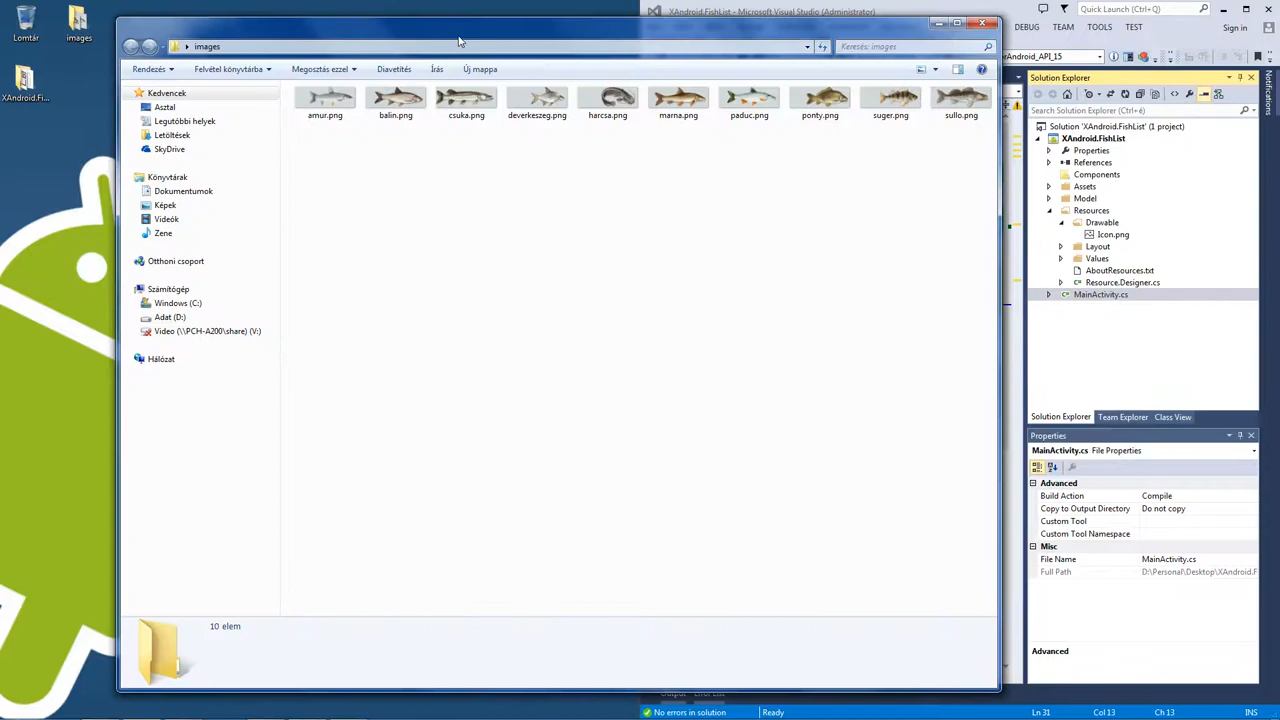 Lomtár
images
XAndroid.Fi...
XAndroid.FishList - Microsoft Visual Studio (Administrator)
Quick Launch (Ctrl+Q)
DEBUG TEAM TOOLS TEST
Sign in
images
Keresés: images
Rendezés
Felvétel könyvtárba
Megosztás ezzel
Diavetítés
Írás
Új mappa
Kedvencek
Asztal
Legutóbbi helyek
Letöltések
SkyDrive
Könyvtárak
Dokumentumok
Képek
Videók
Zene
Otthoni csoport
Számítógép
Windows (C:)
Adat (D:)
Video (\\PCH-A200\share) (V:)
Hálózat
amur.png
balin.png
csuka.png
deverkeszeg.png
harcsa.png
marna.png
paduc.png
ponty.png
suger.png
sullo.png
10 elem
Solution Explorer
Search Solution Explorer (Ctrl+é)
Solution 'XAndroid.FishList' (1 project)
XAndroid.FishList
Properties
References
Components
Assets
Model
Resources
Drawable
Icon.png
Layout
Values
AboutResources.txt
Resource.Designer.cs
MainActivity.cs
Solution Explorer Team Explorer Class View
Notifications
Properties
MainActivity.cs File Properties
Advanced
Build Action Compile
Copy to Output Directory Do not copy
Custom Tool
Custom Tool Namespace
Misc
File Name MainActivity.cs
Full Path D:\Personal\Desktop\XAndroid.F
Advanced
No errors in solution Ready
Ln 31 Col 13 Ch 13 INS